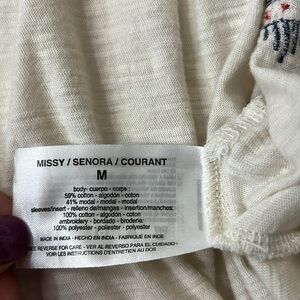 MISSY / SENORA / COURANT
M
body- cuerpo - corps :
59% cotton - algodón - coton
41% modal - modal - modal
sleeves/insert - relleno de/mangas - insertion/manches:
100% cotton - algodón - coton
embroidery - bordado - broderie:
100% polyester - poliéster - polyester
MADE IN INDIA - HECHO EN INDIA - FABRIQUÉ EN INDE
SEE REVERSE FOR CARE - VER AL REVERSO PARA EL CUIDADO
VOIR LES INSTRUCTIONS D'ENTRETIEN AU DOS